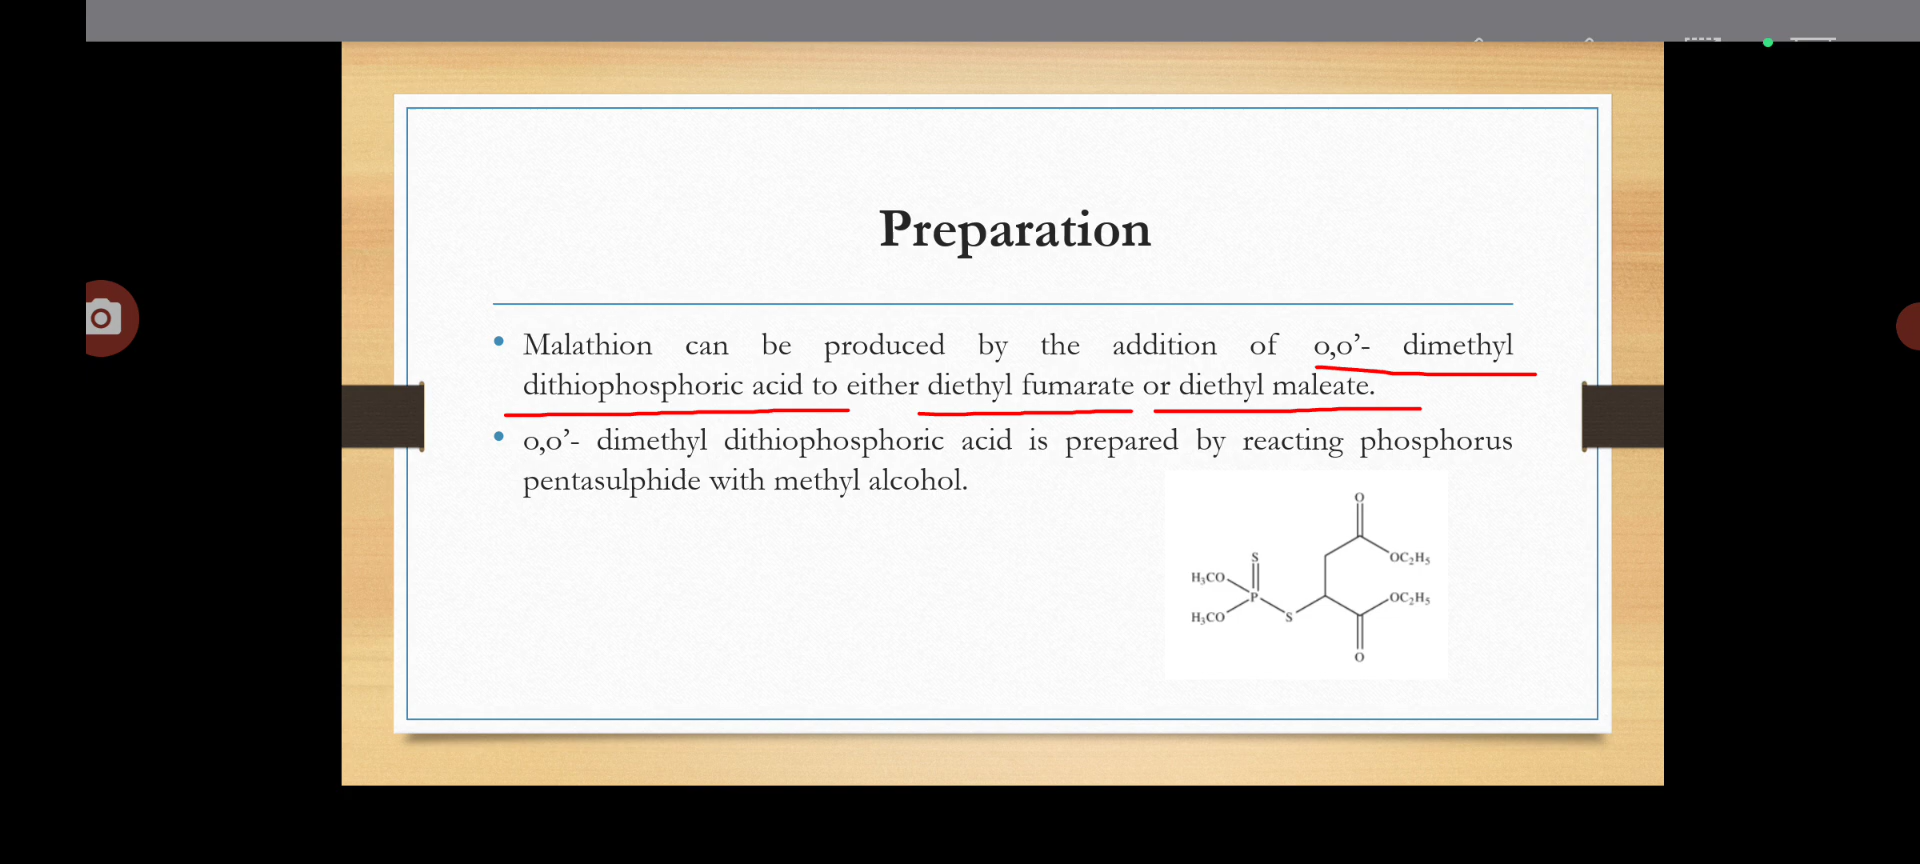 Preparation
• Malathion can be produced by the addition of o,o’- dimethyl
dithiophosphoric acid to either diethyl fumarate or diethyl maleate.
• o,o’- dimethyl dithiophosphoric acid is prepared by reacting phosphorus
pentasulphide with methyl alcohol.
O
S
OC₂H₅
H₃CO
P
OC₂H₅
H₃CO
S
O